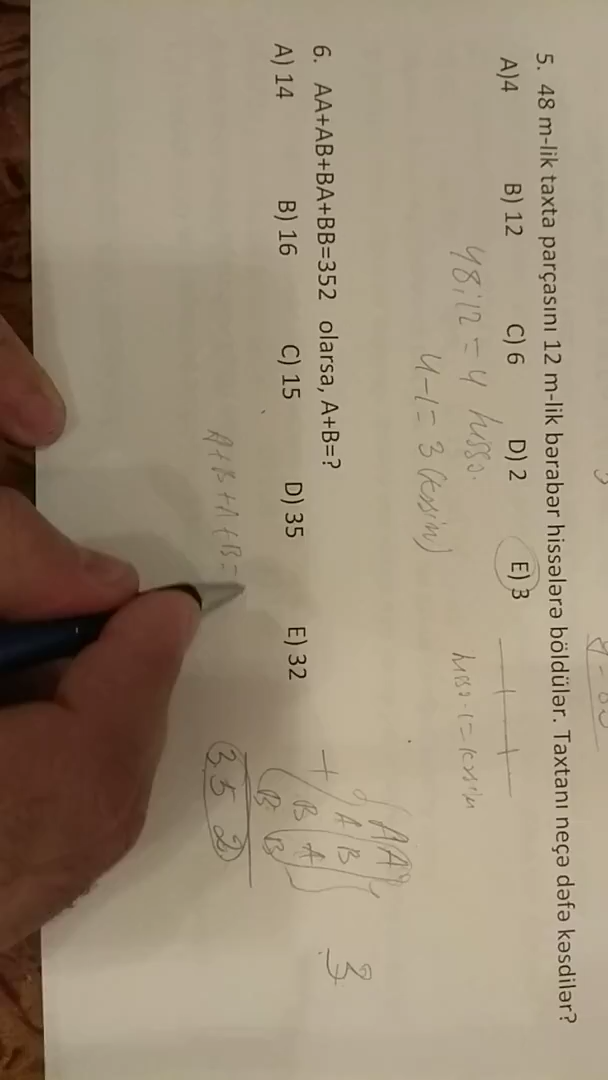 5. 48 m-lik taxta parçasını 12 m-lik bərabər hissələrə böldülər. Taxtanı neçə dəfə kəsdilər?
A)4 B) 12 C) 6 D) 2 E) 3
48:12=4 hissə.
4-1=3 (kəsim)
hissə-1=kəsim
6. AA+AB+BA+BB=352 olarsa, A+B=?
A) 14 B) 16 C) 15 D) 35 E) 32
A+B+A+B=
AA
+ AB
BA
BB
352
3